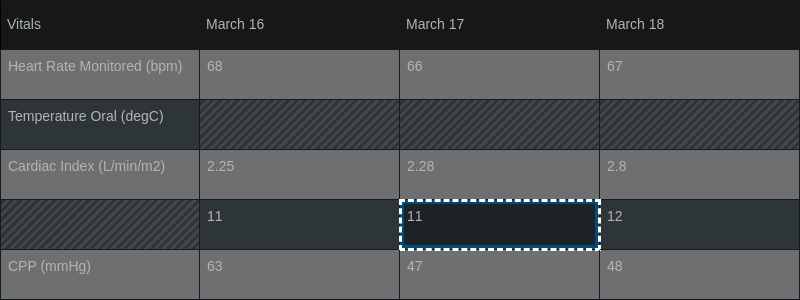 Vitals March 16 March 17 March 18
Heart Rate Monitored (bpm) 68 66 67
Temperature Oral (degC)
Cardiac Index (L/min/m2) 2.25 2.28 2.8
11 11 12
CPP (mmHg) 63 47 48